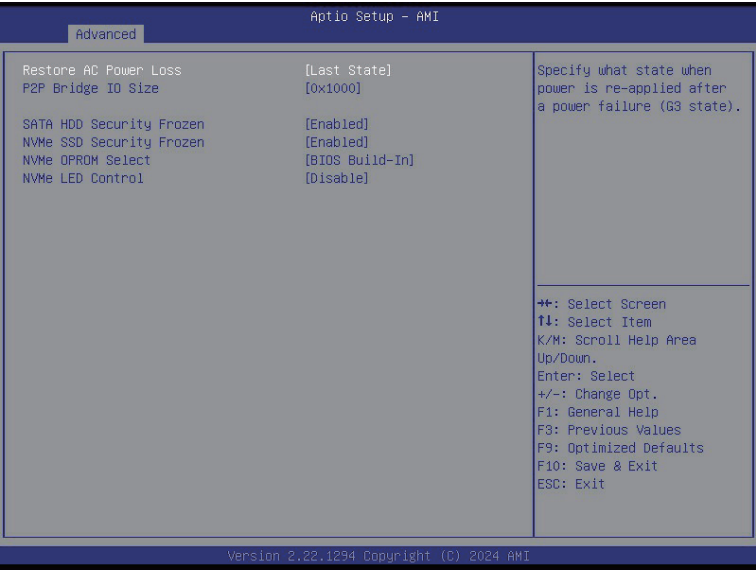 Aptio Setup – AMI
Advanced
Restore AC Power Loss [Last State]
P2P Bridge IO Size [0x1000]
SATA HDD Security Frozen [Enabled]
NVMe SSD Security Frozen [Enabled]
NVMe OPROM Select [BIOS Build-In]
NVMe LED Control [Disable]
Specify what state when
power is re-applied after
a power failure (G3 state).
→←: Select Screen
↑↓: Select Item
K/M: Scroll Help Area
Up/Down.
Enter: Select
+/-: Change Opt.
F1: General Help
F3: Previous Values
F9: Optimized Defaults
F10: Save & Exit
ESC: Exit
Version 2.22.1294 Copyright (C) 2024 AMI